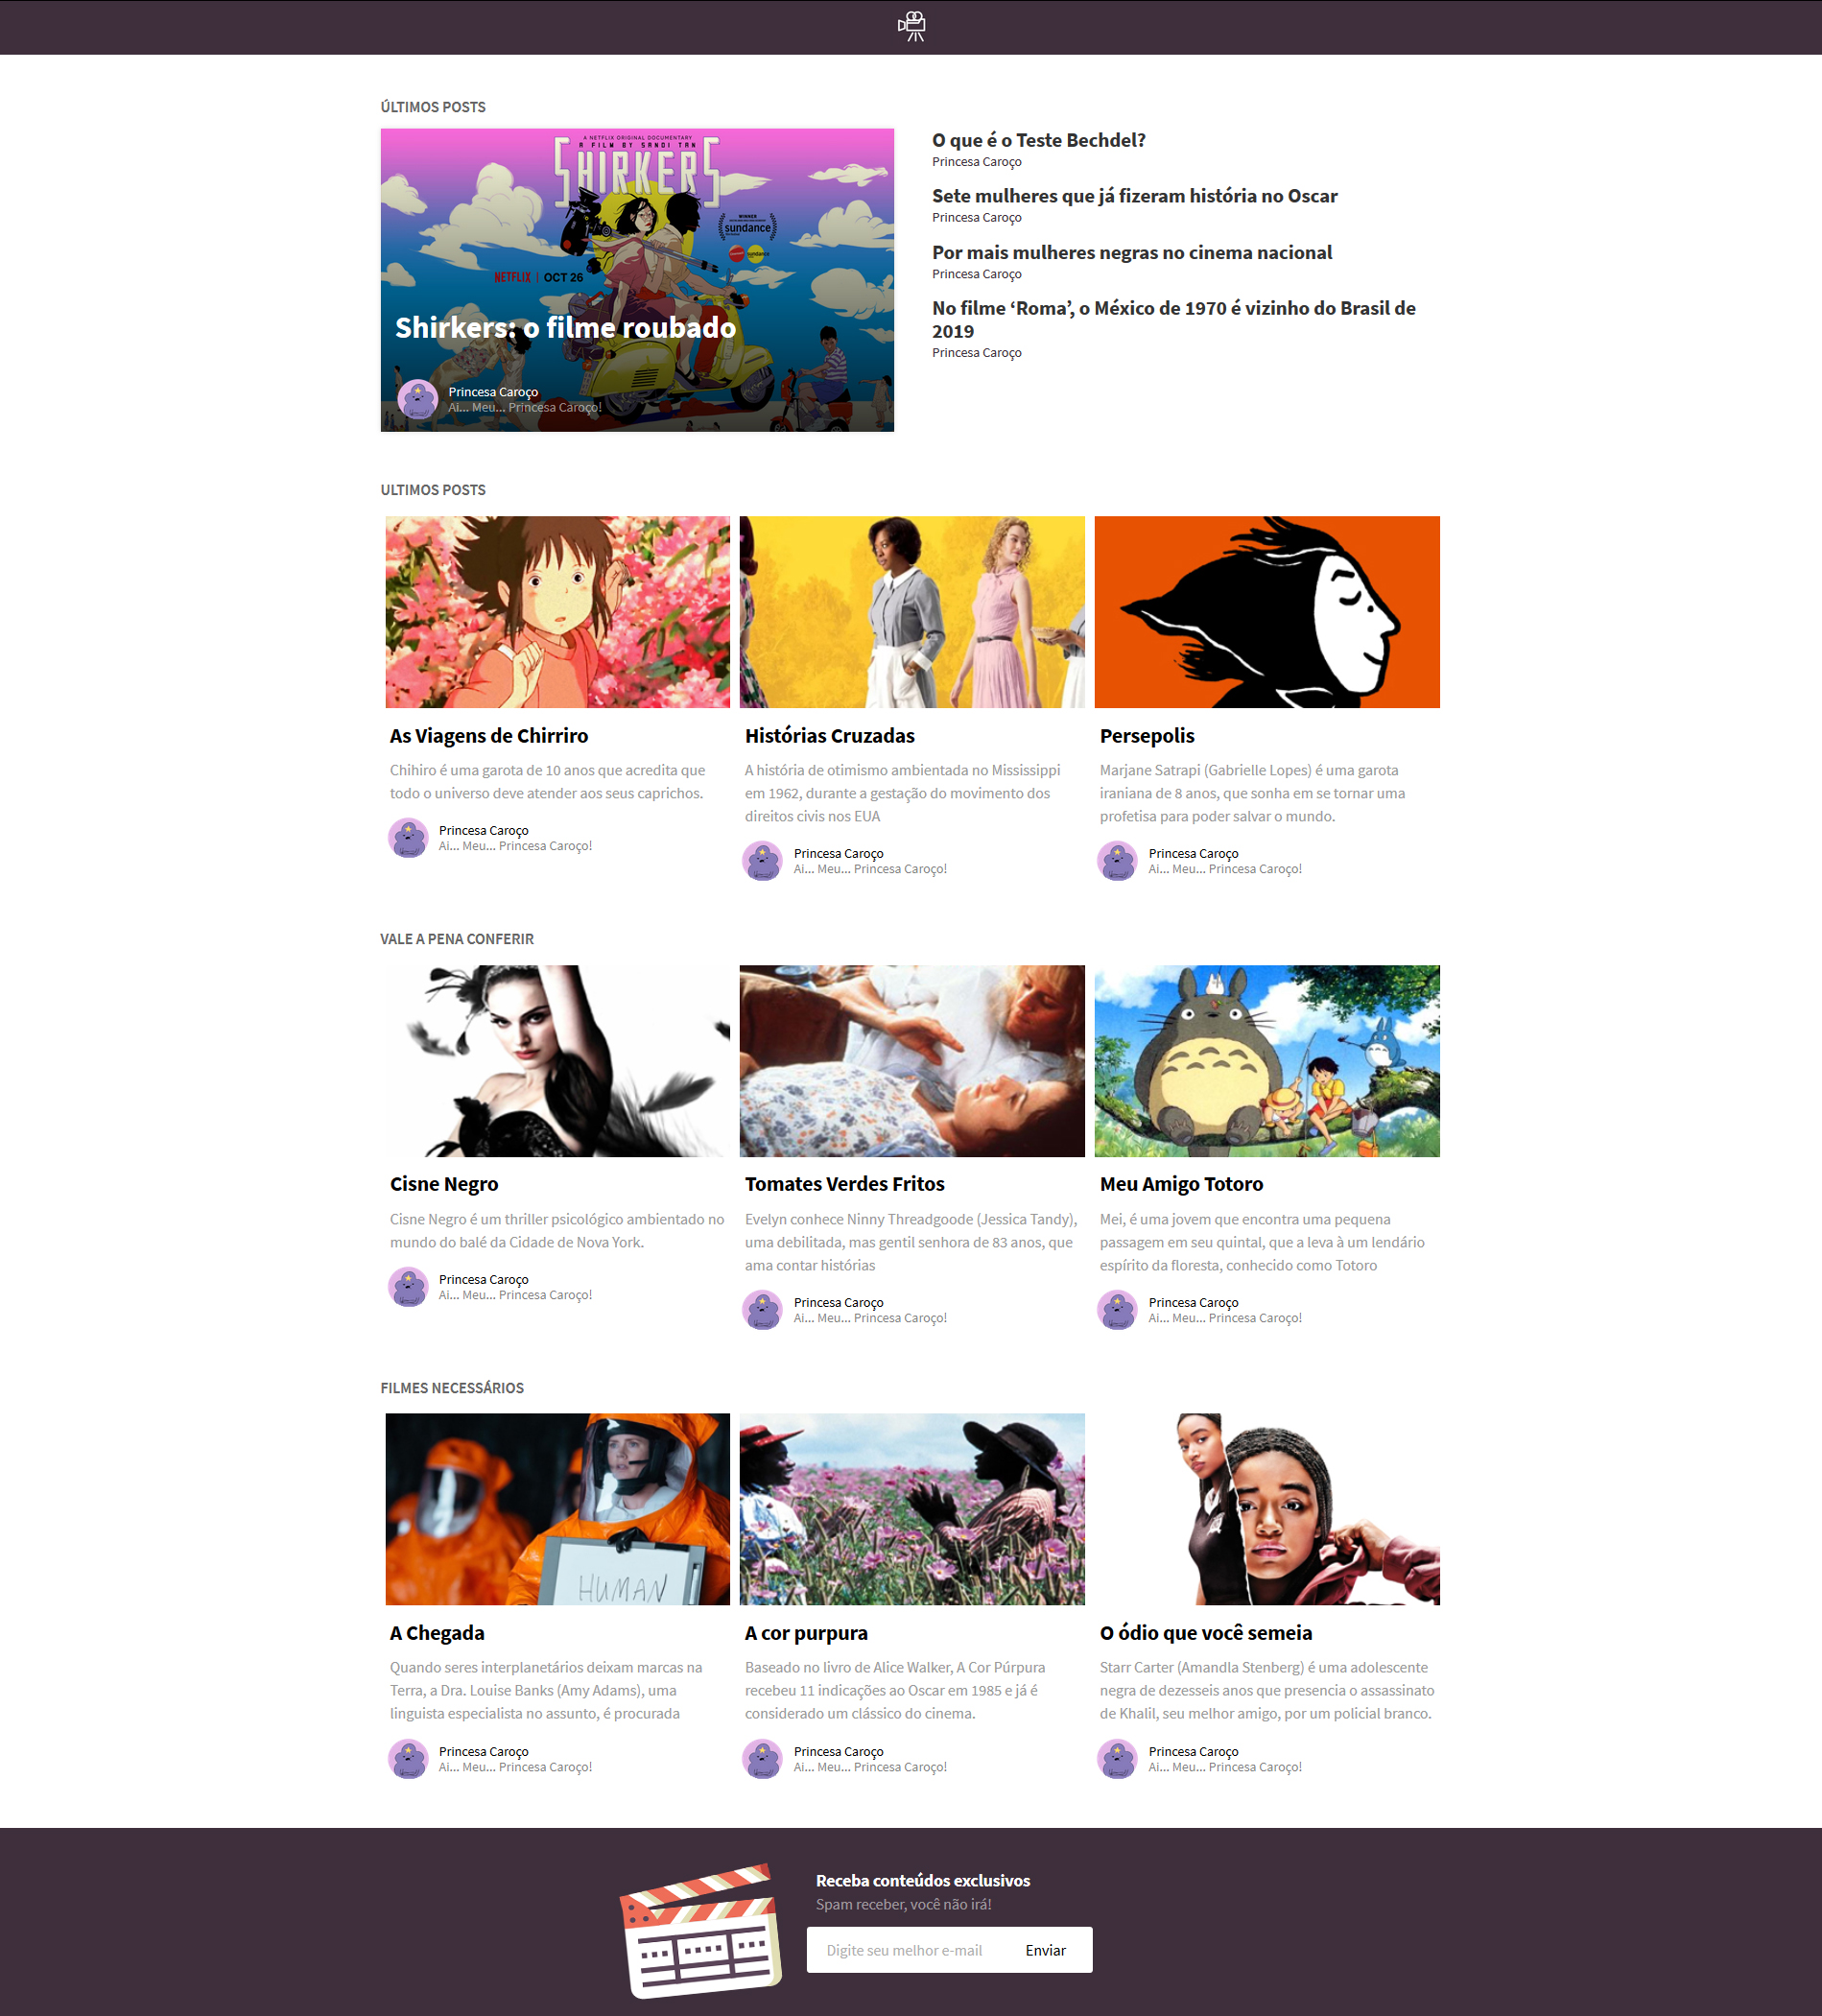 ÚLTIMOS POSTS
A NETFLIX ORIGINAL DOCUMENTARY
A FILM BY SANDI TAN
SHIRKERS
WINNER
sundance
sundance
NETFLIX | OCT 26
Shirkers: o filme roubado
Princesa Caroço
Ai... Meu... Princesa Caroço!
O que é o Teste Bechdel?
Princesa Caroço
Sete mulheres que já fizeram história no Oscar
Princesa Caroço
Por mais mulheres negras no cinema nacional
Princesa Caroço
No filme ‘Roma’, o México de 1970 é vizinho do Brasil de
2019
Princesa Caroço
ULTIMOS POSTS
As Viagens de Chirriro
Chihiro é uma garota de 10 anos que acredita que
todo o universo deve atender aos seus caprichos.
Princesa Caroço
Ai... Meu... Princesa Caroço!
Histórias Cruzadas
A história de otimismo ambientada no Mississippi
em 1962, durante a gestação do movimento dos
direitos civis nos EUA
Princesa Caroço
Ai... Meu... Princesa Caroço!
Persepolis
Marjane Satrapi (Gabrielle Lopes) é uma garota
iraniana de 8 anos, que sonha em se tornar uma
profetisa para poder salvar o mundo.
Princesa Caroço
Ai... Meu... Princesa Caroço!
VALE A PENA CONFERIR
Cisne Negro
Cisne Negro é um thriller psicológico ambientado no
mundo do balé da Cidade de Nova York.
Princesa Caroço
Ai... Meu... Princesa Caroço!
Tomates Verdes Fritos
Evelyn conhece Ninny Threadgoode (Jessica Tandy),
uma debilitada, mas gentil senhora de 83 anos, que
ama contar histórias
Princesa Caroço
Ai... Meu... Princesa Caroço!
Meu Amigo Totoro
Mei, é uma jovem que encontra uma pequena
passagem em seu quintal, que a leva à um lendário
espírito da floresta, conhecido como Totoro
Princesa Caroço
Ai... Meu... Princesa Caroço!
FILMES NECESSÁRIOS
HUMAN
A Chegada
Quando seres interplanetários deixam marcas na
Terra, a Dra. Louise Banks (Amy Adams), uma
linguista especialista no assunto, é procurada
Princesa Caroço
Ai... Meu... Princesa Caroço!
A cor purpura
Baseado no livro de Alice Walker, A Cor Púrpura
recebeu 11 indicações ao Oscar em 1985 e já é
considerado um clássico do cinema.
Princesa Caroço
Ai... Meu... Princesa Caroço!
O ódio que você semeia
Starr Carter (Amandla Stenberg) é uma adolescente
negra de dezesseis anos que presencia o assassinato
de Khalil, seu melhor amigo, por um policial branco.
Princesa Caroço
Ai... Meu... Princesa Caroço!
Receba conteúdos exclusivos
Spam receber, você não irá!
Digite seu melhor e-mail
Enviar